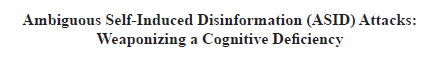 Ambiguous Self-Induced Disinformation (ASID) Attacks:
Weaponizing a Cognitive Deficiency